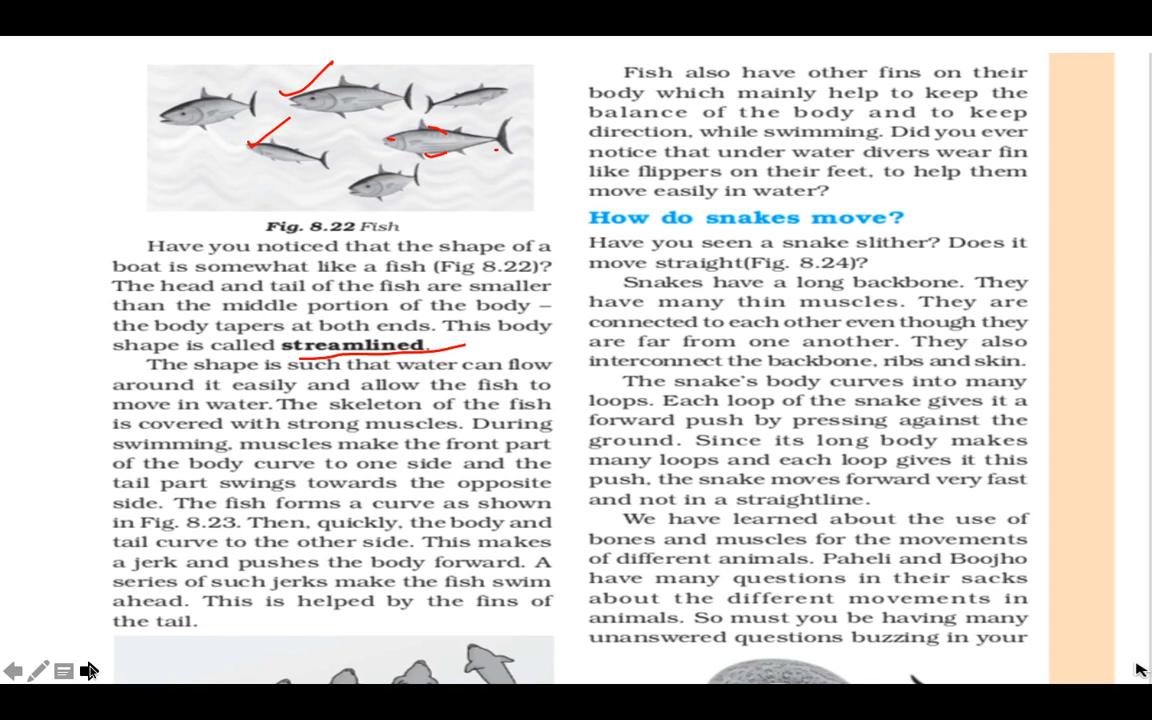 Fig. 8.22 Fish
Have you noticed that the shape of a
boat is somewhat like a fish (Fig 8.22)?
The head and tail of the fish are smaller
than the middle portion of the body –
the body tapers at both ends. This body
shape is called streamlined.
The shape is such that water can flow
around it easily and allow the fish to
move in water. The skeleton of the fish
is covered with strong muscles. During
swimming, muscles make the front part
of the body curve to one side and the
tail part swings towards the opposite
side. The fish forms a curve as shown
in Fig. 8.23. Then, quickly, the body and
tail curve to the other side. This makes
a jerk and pushes the body forward. A
series of such jerks make the fish swim
ahead. This is helped by the fins of
the tail.
Fish also have other fins on their
body which mainly help to keep the
balance of the body and to keep
direction, while swimming. Did you ever
notice that under water divers wear fin
like flippers on their feet, to help them
move easily in water?
How do snakes move?
Have you seen a snake slither? Does it
move straight(Fig. 8.24)?
Snakes have a long backbone. They
have many thin muscles. They are
connected to each other even though they
are far from one another. They also
interconnect the backbone, ribs and skin.
The snake's body curves into many
loops. Each loop of the snake gives it a
forward push by pressing against the
ground. Since its long body makes
many loops and each loop gives it this
push, the snake moves forward very fast
and not in a straightline.
We have learned about the use of
bones and muscles for the movements
of different animals. Paheli and Boojho
have many questions in their sacks
about the different movements in
animals. So must you be having many
unanswered questions buzzing in your